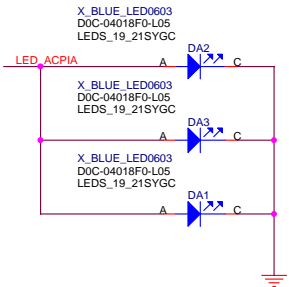 X_BLUE_LED0603
D0C-04018F0-L05
LEDS_19_21SYGC
DA2
LED_ACPIA
A
C
X_BLUE_LED0603
D0C-04018F0-L05
LEDS_19_21SYGC
DA3
A
C
X_BLUE_LED0603
D0C-04018F0-L05
LEDS_19_21SYGC
DA1
A
C